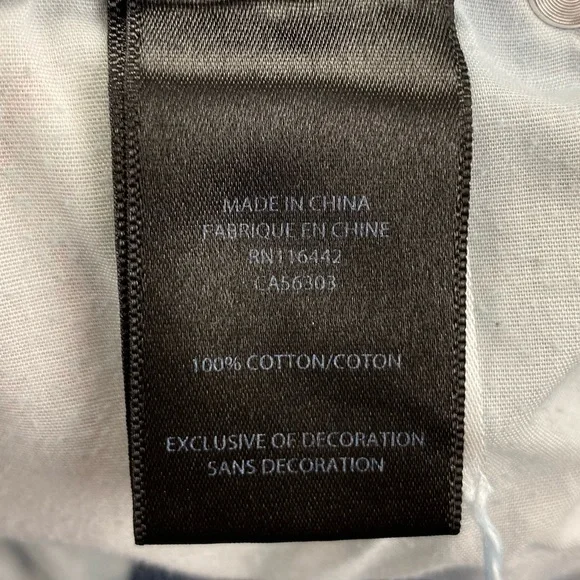 MADE IN CHINA
FABRIQUE EN CHINE
RN116442
CA56303
100% COTTON/COTON
EXCLUSIVE OF DECORATION
SANS DECORATION